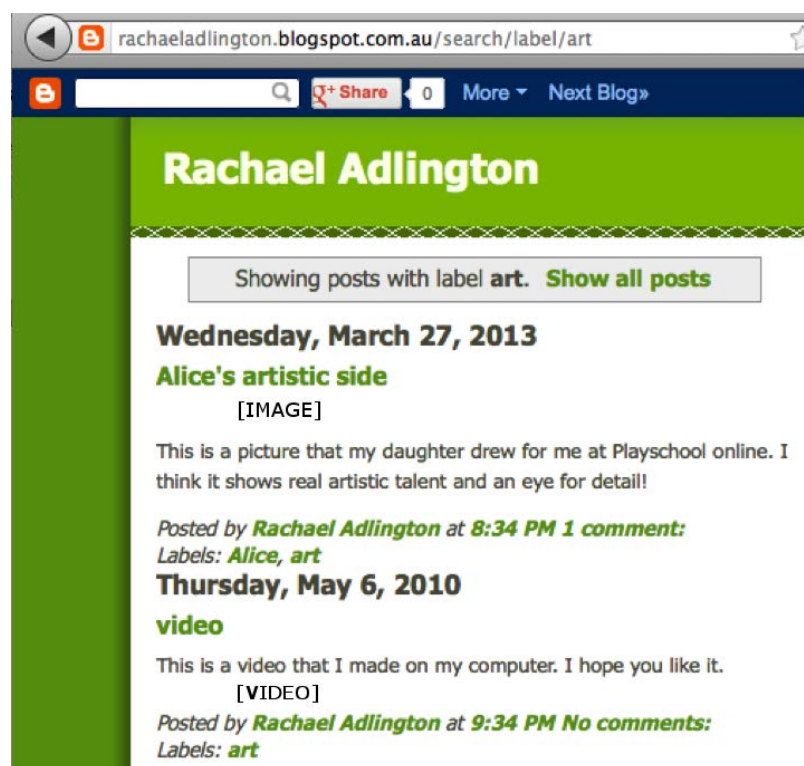 rachaeladlington.blogspot.com.au/search/label/art
g+ Share 0 More Next Blog»
Rachael Adlington
Showing posts with label art. Show all posts
Wednesday, March 27, 2013
Alice's artistic side
[IMAGE]
This is a picture that my daughter drew for me at Playschool online. I
think it shows real artistic talent and an eye for detail!
Posted by Rachael Adlington at 8:34 PM 1 comment:
Labels: Alice, art
Thursday, May 6, 2010
video
This is a video that I made on my computer. I hope you like it.
[VIDEO]
Posted by Rachael Adlington at 9:34 PM No comments:
Labels: art